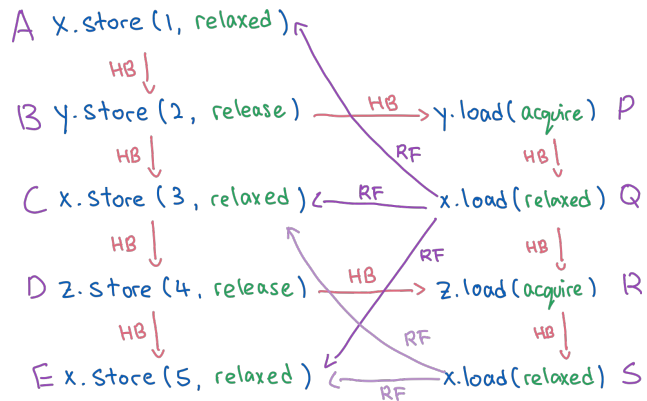 A x.store(1, relaxed)
HB
B y.store(2, release) HB y.load(acquire) P
HB RF HB
C x.store(3, relaxed) RF x.load(relaxed) Q
HB RF HB
D z.store(4, release) HB z.load(acquire) R
HB RF HB
E x.store(5, relaxed) RF x.load(relaxed) S